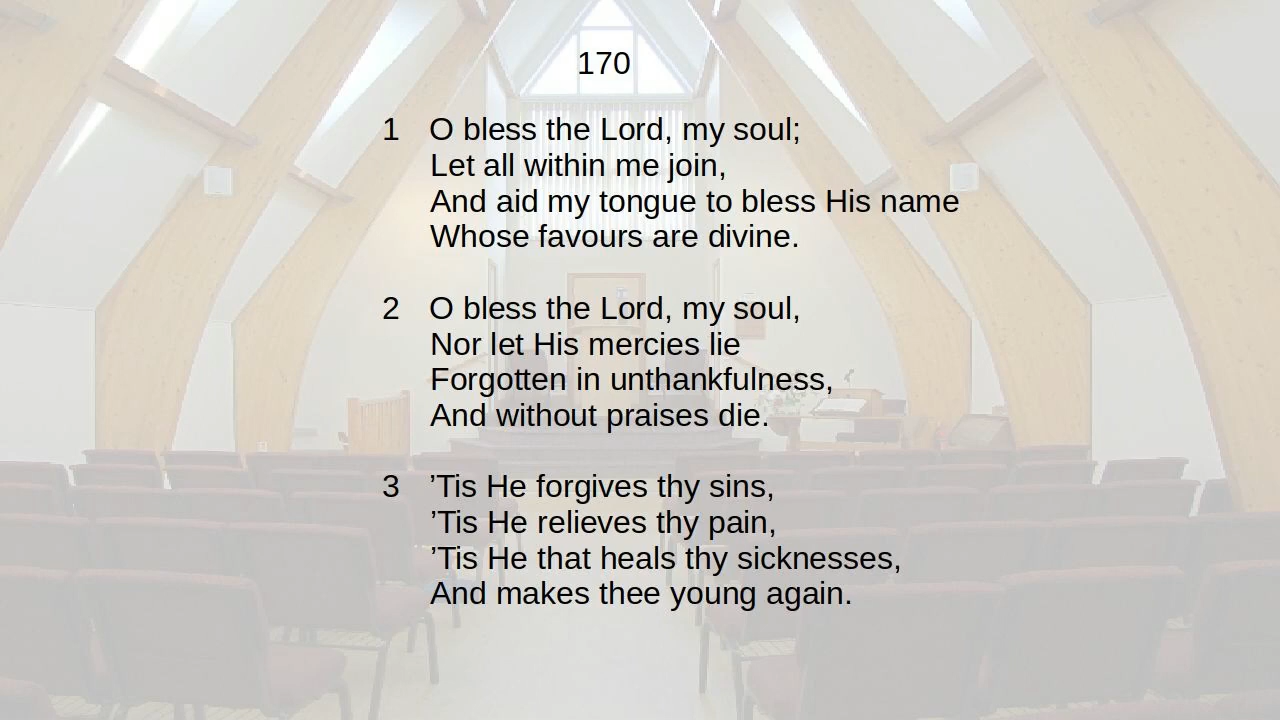 170
1 O bless the Lord, my soul;
Let all within me join,
And aid my tongue to bless His name
Whose favours are divine.
2 O bless the Lord, my soul,
Nor let His mercies lie
Forgotten in unthankfulness,
And without praises die.
3 ’Tis He forgives thy sins,
’Tis He relieves thy pain,
’Tis He that heals thy sicknesses,
And makes thee young again.